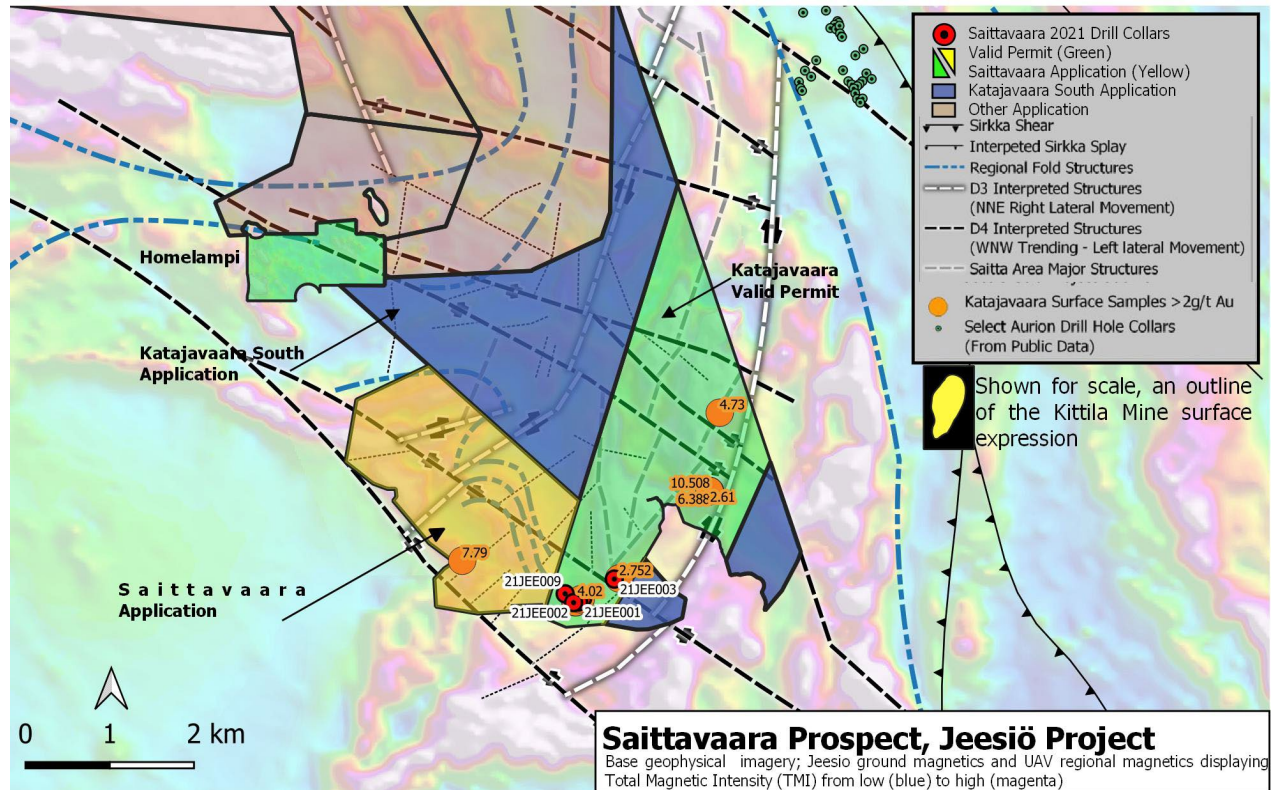 Saittavaara 2021 Drill Collars
Valid Permit (Green)
Saittavaara Application (Yellow)
Katajavaara South Application
Other Application
Sirkka Shear
Interpeted Sirkka Splay
Regional Fold Structures
D3 Interpreted Structures
(NNE Right Lateral Movement)
D4 Interpreted Structures
(WNW Trending - Left lateral Movement)
Saitta Area Major Structures
Katajavaara Surface Samples >2g/t Au
Select Aurion Drill Hole Collars
(From Public Data)
Shown for scale, an outline
of the Kittila Mine surface
expression
Homelampi
Katajavaara
Valid Permit
Katajavaara South
Application
4.73
10.508
6.388
2.61
7.79
Saittavaara
Application
2.752
21JEE009
4.02
21JEE003
21JEE002
21JEE001
0 1 2 km
Saittavaara Prospect, Jeesiö Project
Base geophysical imagery; Jeesio ground magnetics and UAV regional magnetics displaying
Total Magnetic Intensity (TMI) from low (blue) to high (magenta)